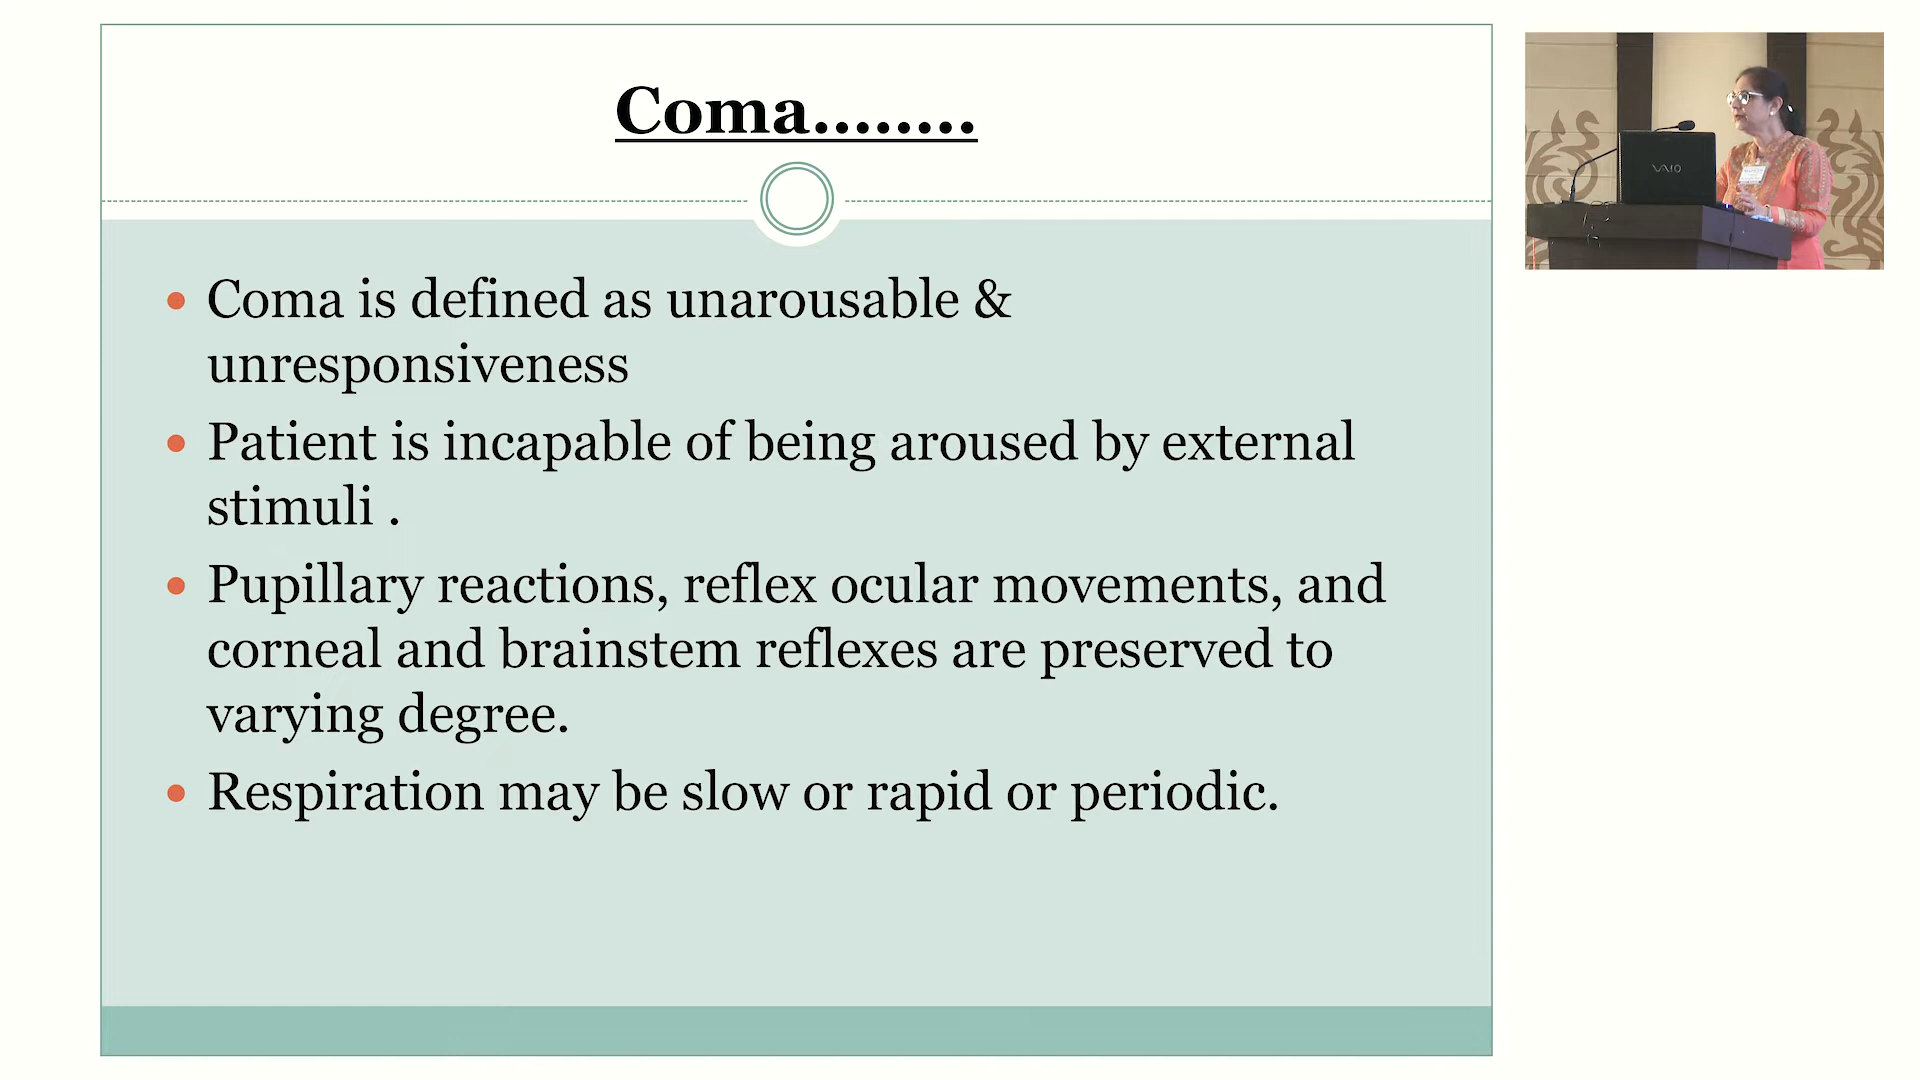 Coma........
Coma is defined as unarousable &
unresponsiveness
Patient is incapable of being aroused by external
stimuli .
Pupillary reactions, reflex ocular movements, and
corneal and brainstem reflexes are preserved to
varying degree.
Respiration may be slow or rapid or periodic.
VAIO